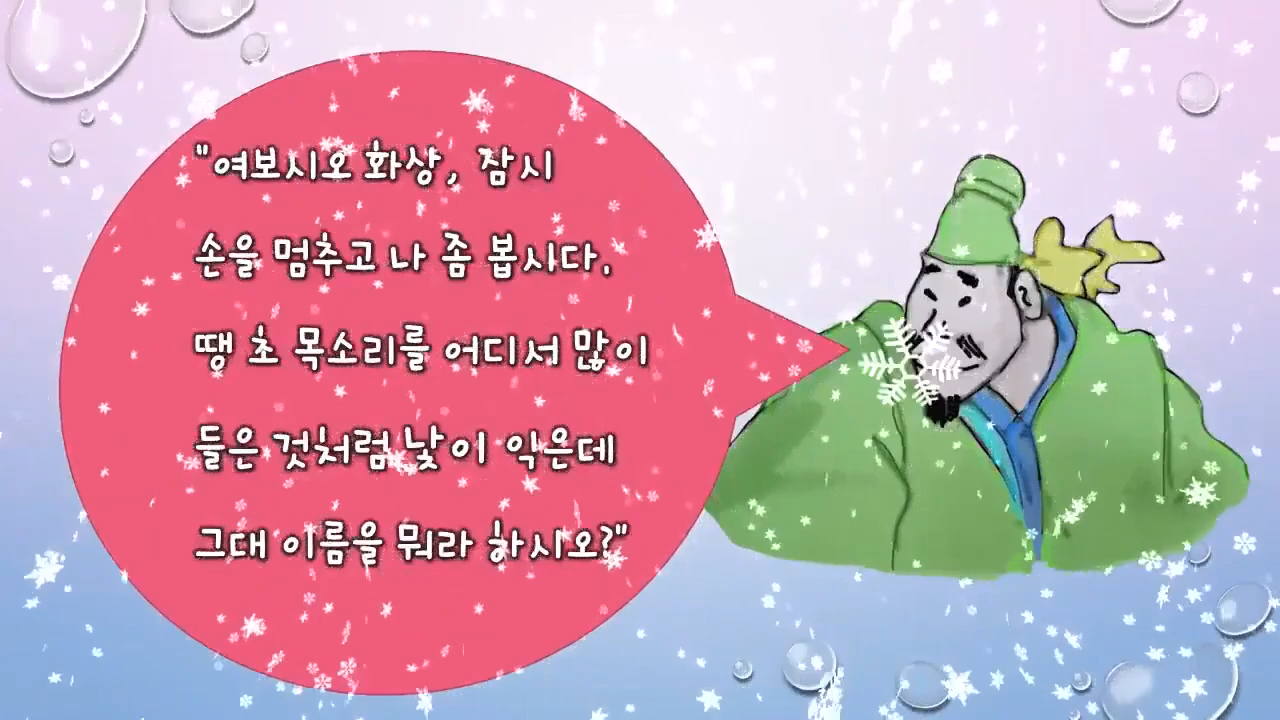 "여보시오 화상, 잠시
손을 멈추고 나 좀 봅시다.
땡 초 목소리를 어디서 많이
들은 것처럼 낯이 익은데
그대 이름을 뭐라 하시오?"